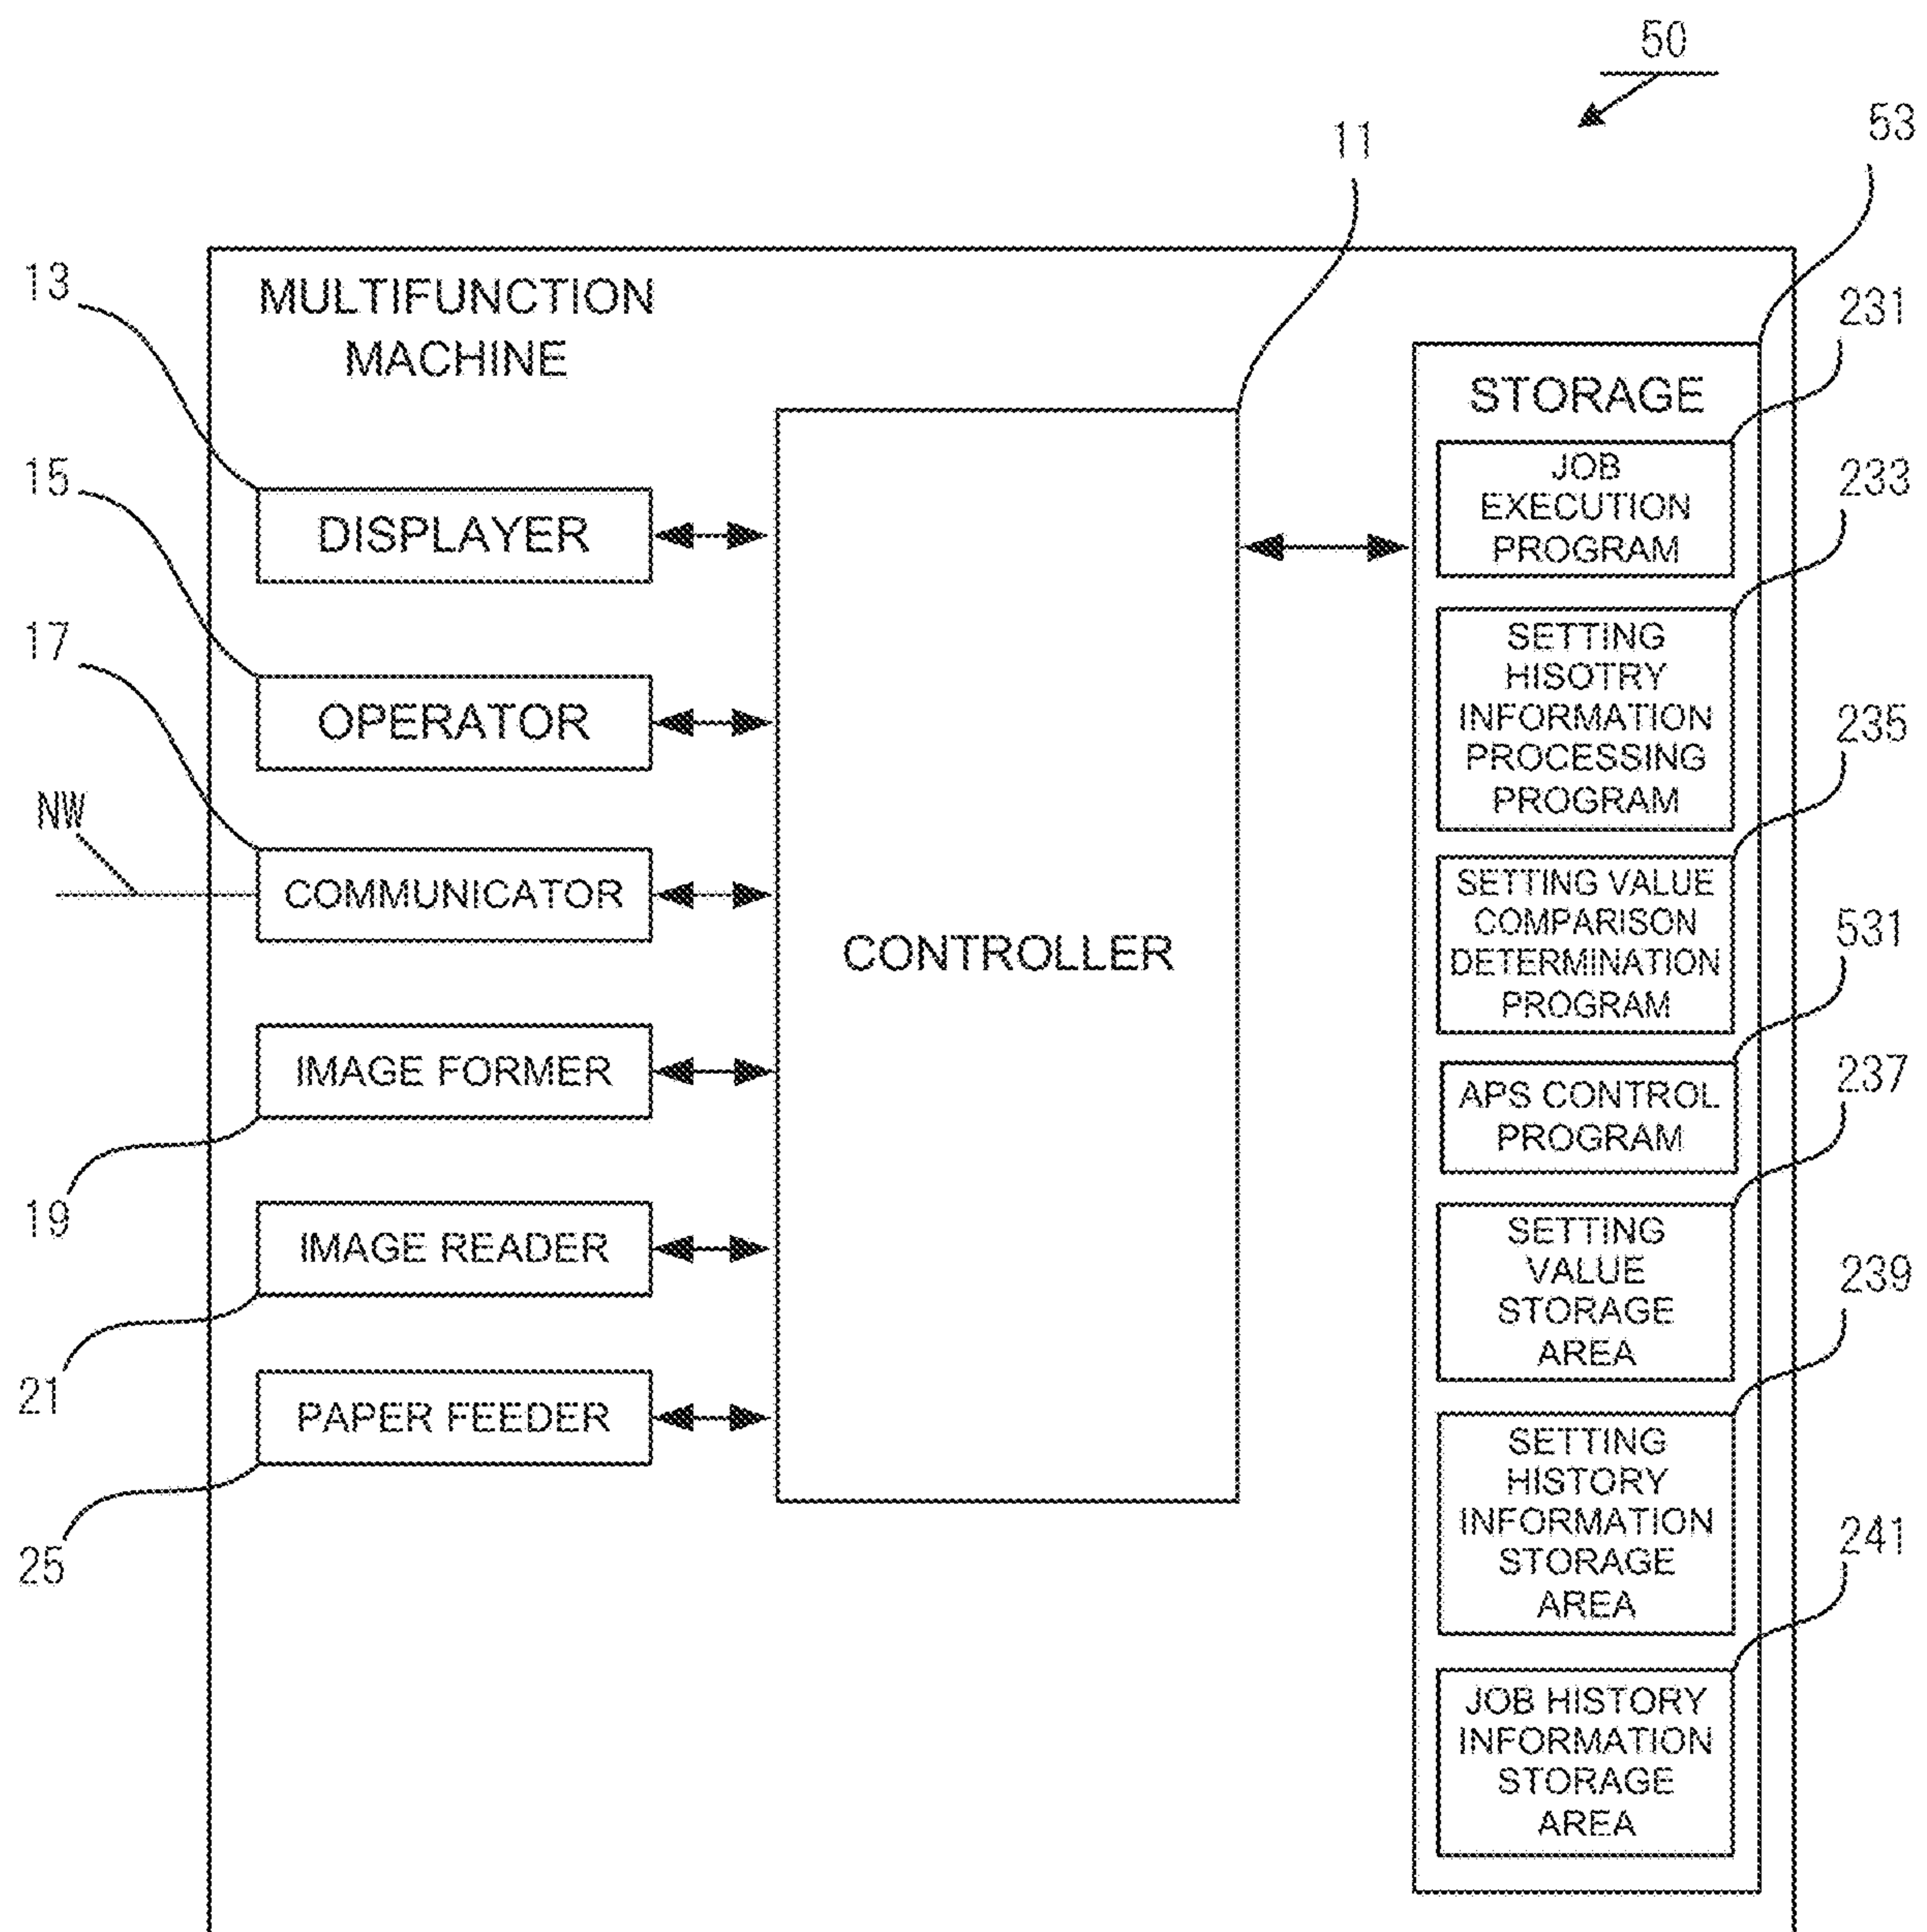 50
53
11
13
MULTIFUNCTION
MACHINE
231
STORAGE
JOB
EXECUTION
PROGRAM
15
233
DISPLAYER
17
SETTING
HISOTRY
INFORMATION
PROCESSING
PROGRAM
OPERATOR
235
NW
COMMUNICATOR
SETTING VALUE
COMPARISON
DETERMINATION
PROGRAM
531
CONTROLLER
IMAGE FORMER
APS CONTROL
PROGRAM
237
19
IMAGE READER
SETTING
VALUE
STORAGE
AREA
239
21
PAPER FEEDER
SETTING
HISTORY
INFORMATION
STORAGE
AREA
25
241
JOB HISTORY
INFORMATION
STORAGE
AREA